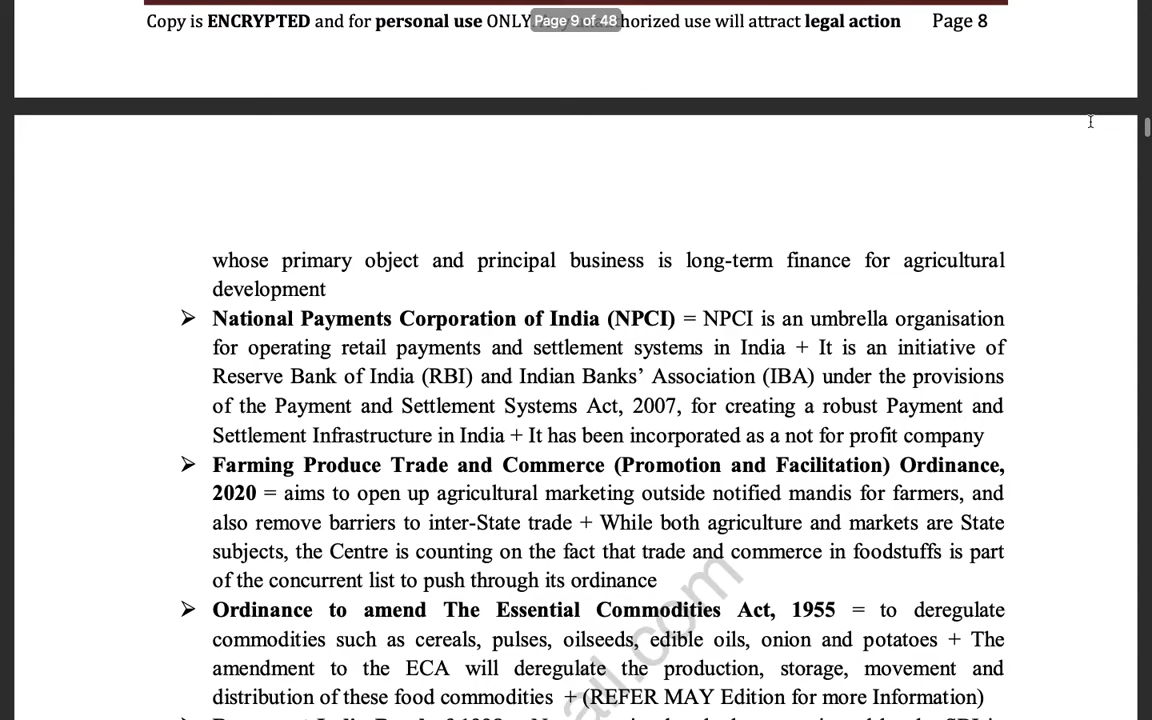 Copy is ENCRYPTED and for personal use ONLY horized use will attract legal action Page 8
Page 9 of 48
whose primary object and principal business is long-term finance for agricultural
development
➢ National Payments Corporation of India (NPCI) = NPCI is an umbrella organisation
for operating retail payments and settlement systems in India + It is an initiative of
Reserve Bank of India (RBI) and Indian Banks’ Association (IBA) under the provisions
of the Payment and Settlement Systems Act, 2007, for creating a robust Payment and
Settlement Infrastructure in India + It has been incorporated as a not for profit company
➢ Farming Produce Trade and Commerce (Promotion and Facilitation) Ordinance,
2020 = aims to open up agricultural marketing outside notified mandis for farmers, and
also remove barriers to inter-State trade + While both agriculture and markets are State
subjects, the Centre is counting on the fact that trade and commerce in foodstuffs is part
of the concurrent list to push through its ordinance
➢ Ordinance to amend The Essential Commodities Act, 1955 = to deregulate
commodities such as cereals, pulses, oilseeds, edible oils, onion and potatoes + The
amendment to the ECA will deregulate the production, storage, movement and
distribution of these food commodities + (REFER MAY Edition for more Information)
all.com